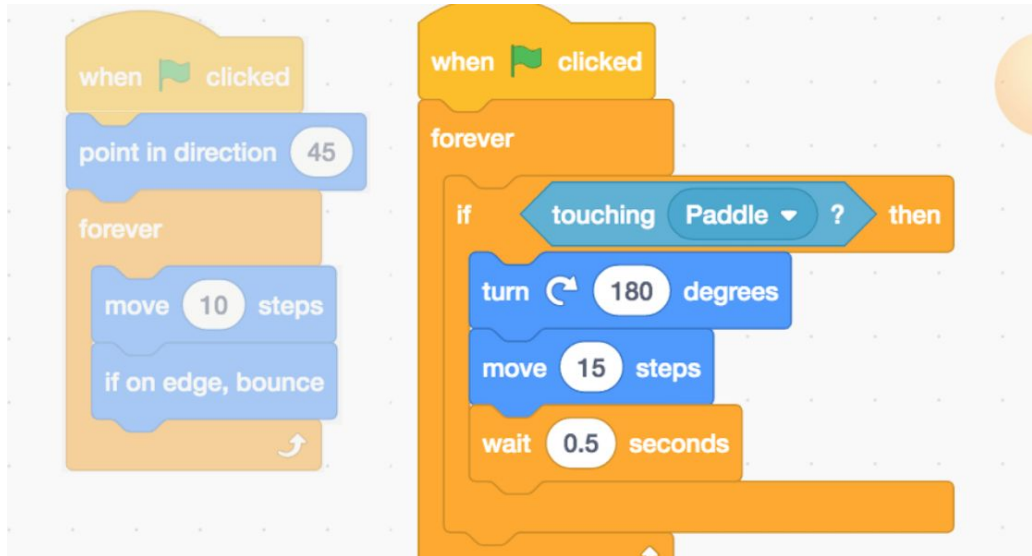 when clicked
point in direction 45
forever
move 10 steps
if on edge, bounce
when clicked
forever
if touching Paddle ? then
turn 180 degrees
move 15 steps
wait 0.5 seconds